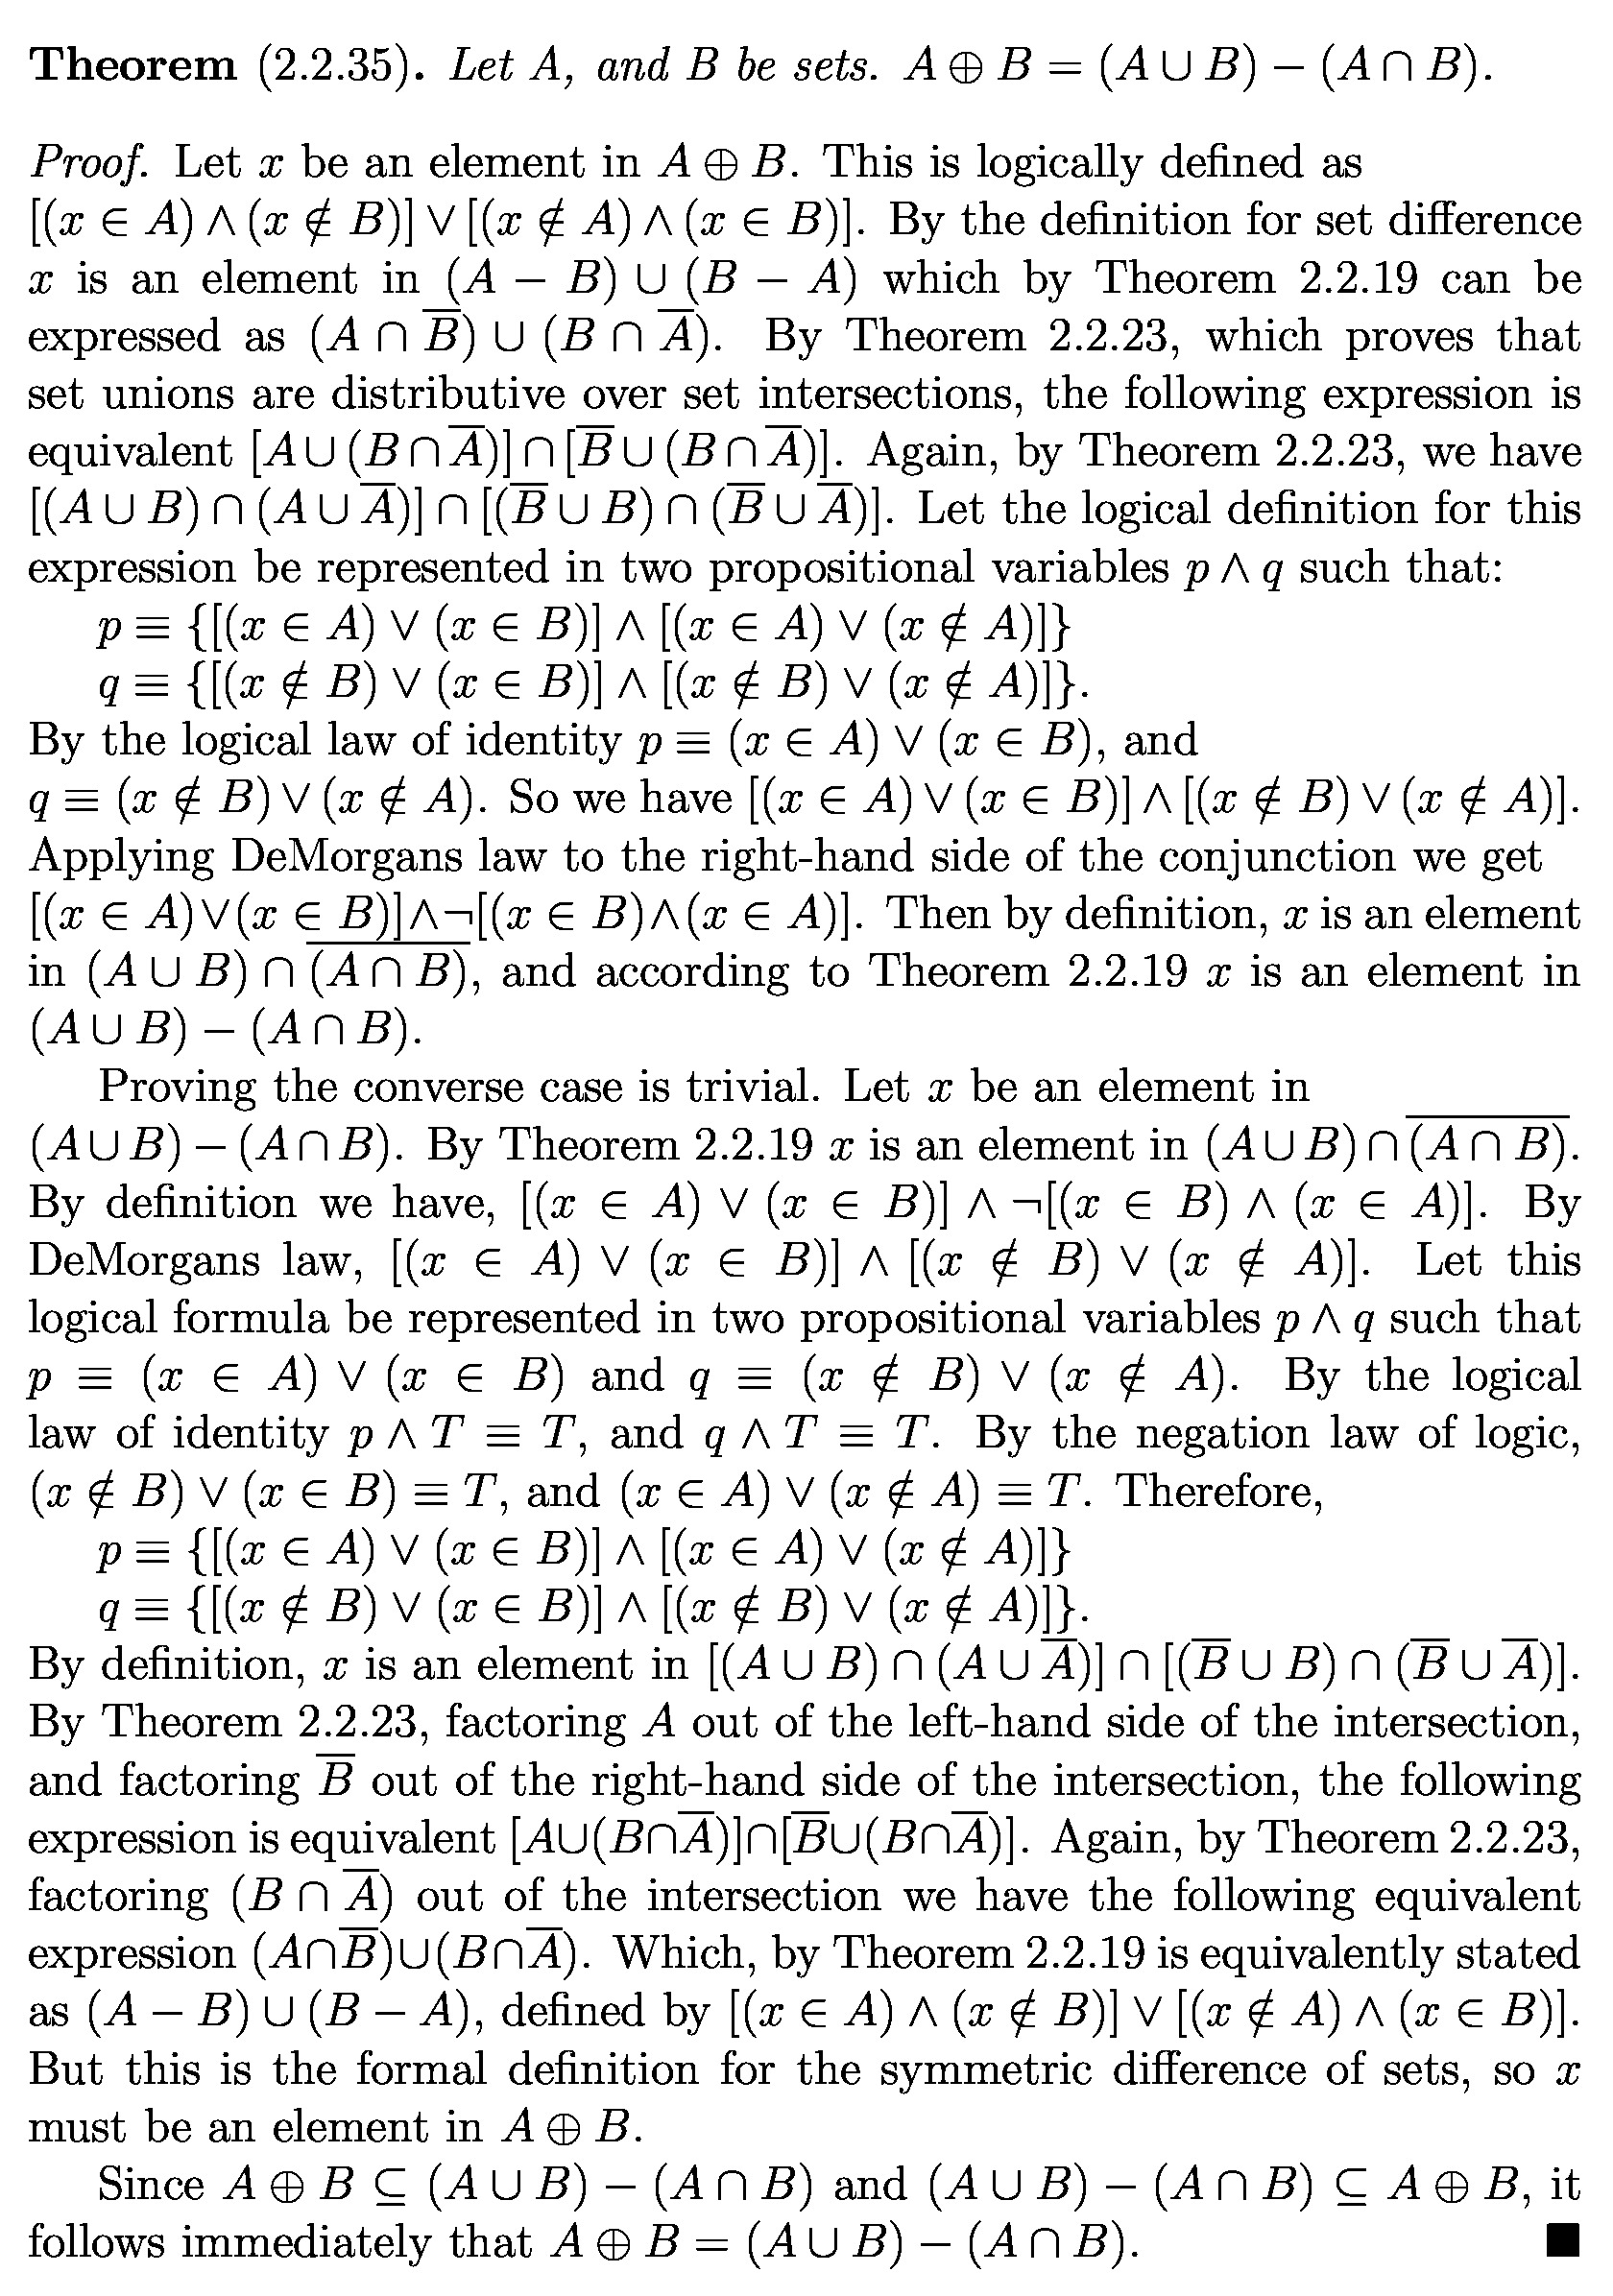 Theorem (2.2.35). Let A, and B be sets. A ⊕ B = (A ∪ B) − (A ∩ B).
Proof. Let x be an element in A ⊕ B. This is logically defined as
[(x ∈ A) ∧ (x ∉ B)] ∨ [(x ∉ A) ∧ (x ∈ B)]. By the definition for set difference
x is an element in (A − B) ∪ (B − A) which by Theorem 2.2.19 can be
expressed as (A ∩ B̅) ∪ (B ∩ A̅). By Theorem 2.2.23, which proves that
set unions are distributive over set intersections, the following expression is
equivalent [A ∪ (B ∩ A̅)] ∩ [B̅ ∪ (B ∩ A̅)]. Again, by Theorem 2.2.23, we have
[(A ∪ B) ∩ (A ∪ A̅)] ∩ [(B̅ ∪ B) ∩ (B̅ ∪ A̅)]. Let the logical definition for this
expression be represented in two propositional variables p ∧ q such that:
p ≡ {[(x ∈ A) ∨ (x ∈ B)] ∧ [(x ∈ A) ∨ (x ∉ A)]}
q ≡ {[(x ∉ B) ∨ (x ∈ B)] ∧ [(x ∉ B) ∨ (x ∉ A)]}.
By the logical law of identity p ≡ (x ∈ A) ∨ (x ∈ B), and
q ≡ (x ∉ B) ∨ (x ∉ A). So we have [(x ∈ A) ∨ (x ∈ B)] ∧ [(x ∉ B) ∨ (x ∉ A)].
Applying DeMorgans law to the right-hand side of the conjunction we get
[(x ∈ A) ∨ (x ∈ B)] ∧ ¬[(x ∈ B) ∧ (x ∈ A)]. Then by definition, x is an element
in (A ∪ B) ∩ \overline{(A ∩ B)}, and according to Theorem 2.2.19 x is an element in
(A ∪ B) − (A ∩ B).
Proving the converse case is trivial. Let x be an element in
(A ∪ B) − (A ∩ B). By Theorem 2.2.19 x is an element in (A ∪ B) ∩ \overline{(A ∩ B)}.
By definition we have, [(x ∈ A) ∨ (x ∈ B)] ∧ ¬[(x ∈ B) ∧ (x ∈ A)]. By
DeMorgans law, [(x ∈ A) ∨ (x ∈ B)] ∧ [(x ∉ B) ∨ (x ∉ A)]. Let this
logical formula be represented in two propositional variables p ∧ q such that
p ≡ (x ∈ A) ∨ (x ∈ B) and q ≡ (x ∉ B) ∨ (x ∉ A). By the logical
law of identity p ∧ T ≡ T, and q ∧ T ≡ T. By the negation law of logic,
(x ∉ B) ∨ (x ∈ B) ≡ T, and (x ∈ A) ∨ (x ∉ A) ≡ T. Therefore,
p ≡ {[(x ∈ A) ∨ (x ∈ B)] ∧ [(x ∈ A) ∨ (x ∉ A)]}
q ≡ {[(x ∉ B) ∨ (x ∈ B)] ∧ [(x ∉ B) ∨ (x ∉ A)]}.
By definition, x is an element in [(A ∪ B) ∩ (A ∪ A̅)] ∩ [(B̅ ∪ B) ∩ (B̅ ∪ A̅)].
By Theorem 2.2.23, factoring A out of the left-hand side of the intersection,
and factoring B̅ out of the right-hand side of the intersection, the following
expression is equivalent [A∪(B∩A̅)]∩[B̅∪(B∩A̅)]. Again, by Theorem 2.2.23,
factoring (B ∩ A̅) out of the intersection we have the following equivalent
expression (A∩B̅)∪(B∩A̅). Which, by Theorem 2.2.19 is equivalently stated
as (A − B) ∪ (B − A), defined by [(x ∈ A) ∧ (x ∉ B)] ∨ [(x ∉ A) ∧ (x ∈ B)].
But this is the formal definition for the symmetric difference of sets, so x
must be an element in A ⊕ B.
Since A ⊕ B ⊆ (A ∪ B) − (A ∩ B) and (A ∪ B) − (A ∩ B) ⊆ A ⊕ B, it
follows immediately that A ⊕ B = (A ∪ B) − (A ∩ B). ■